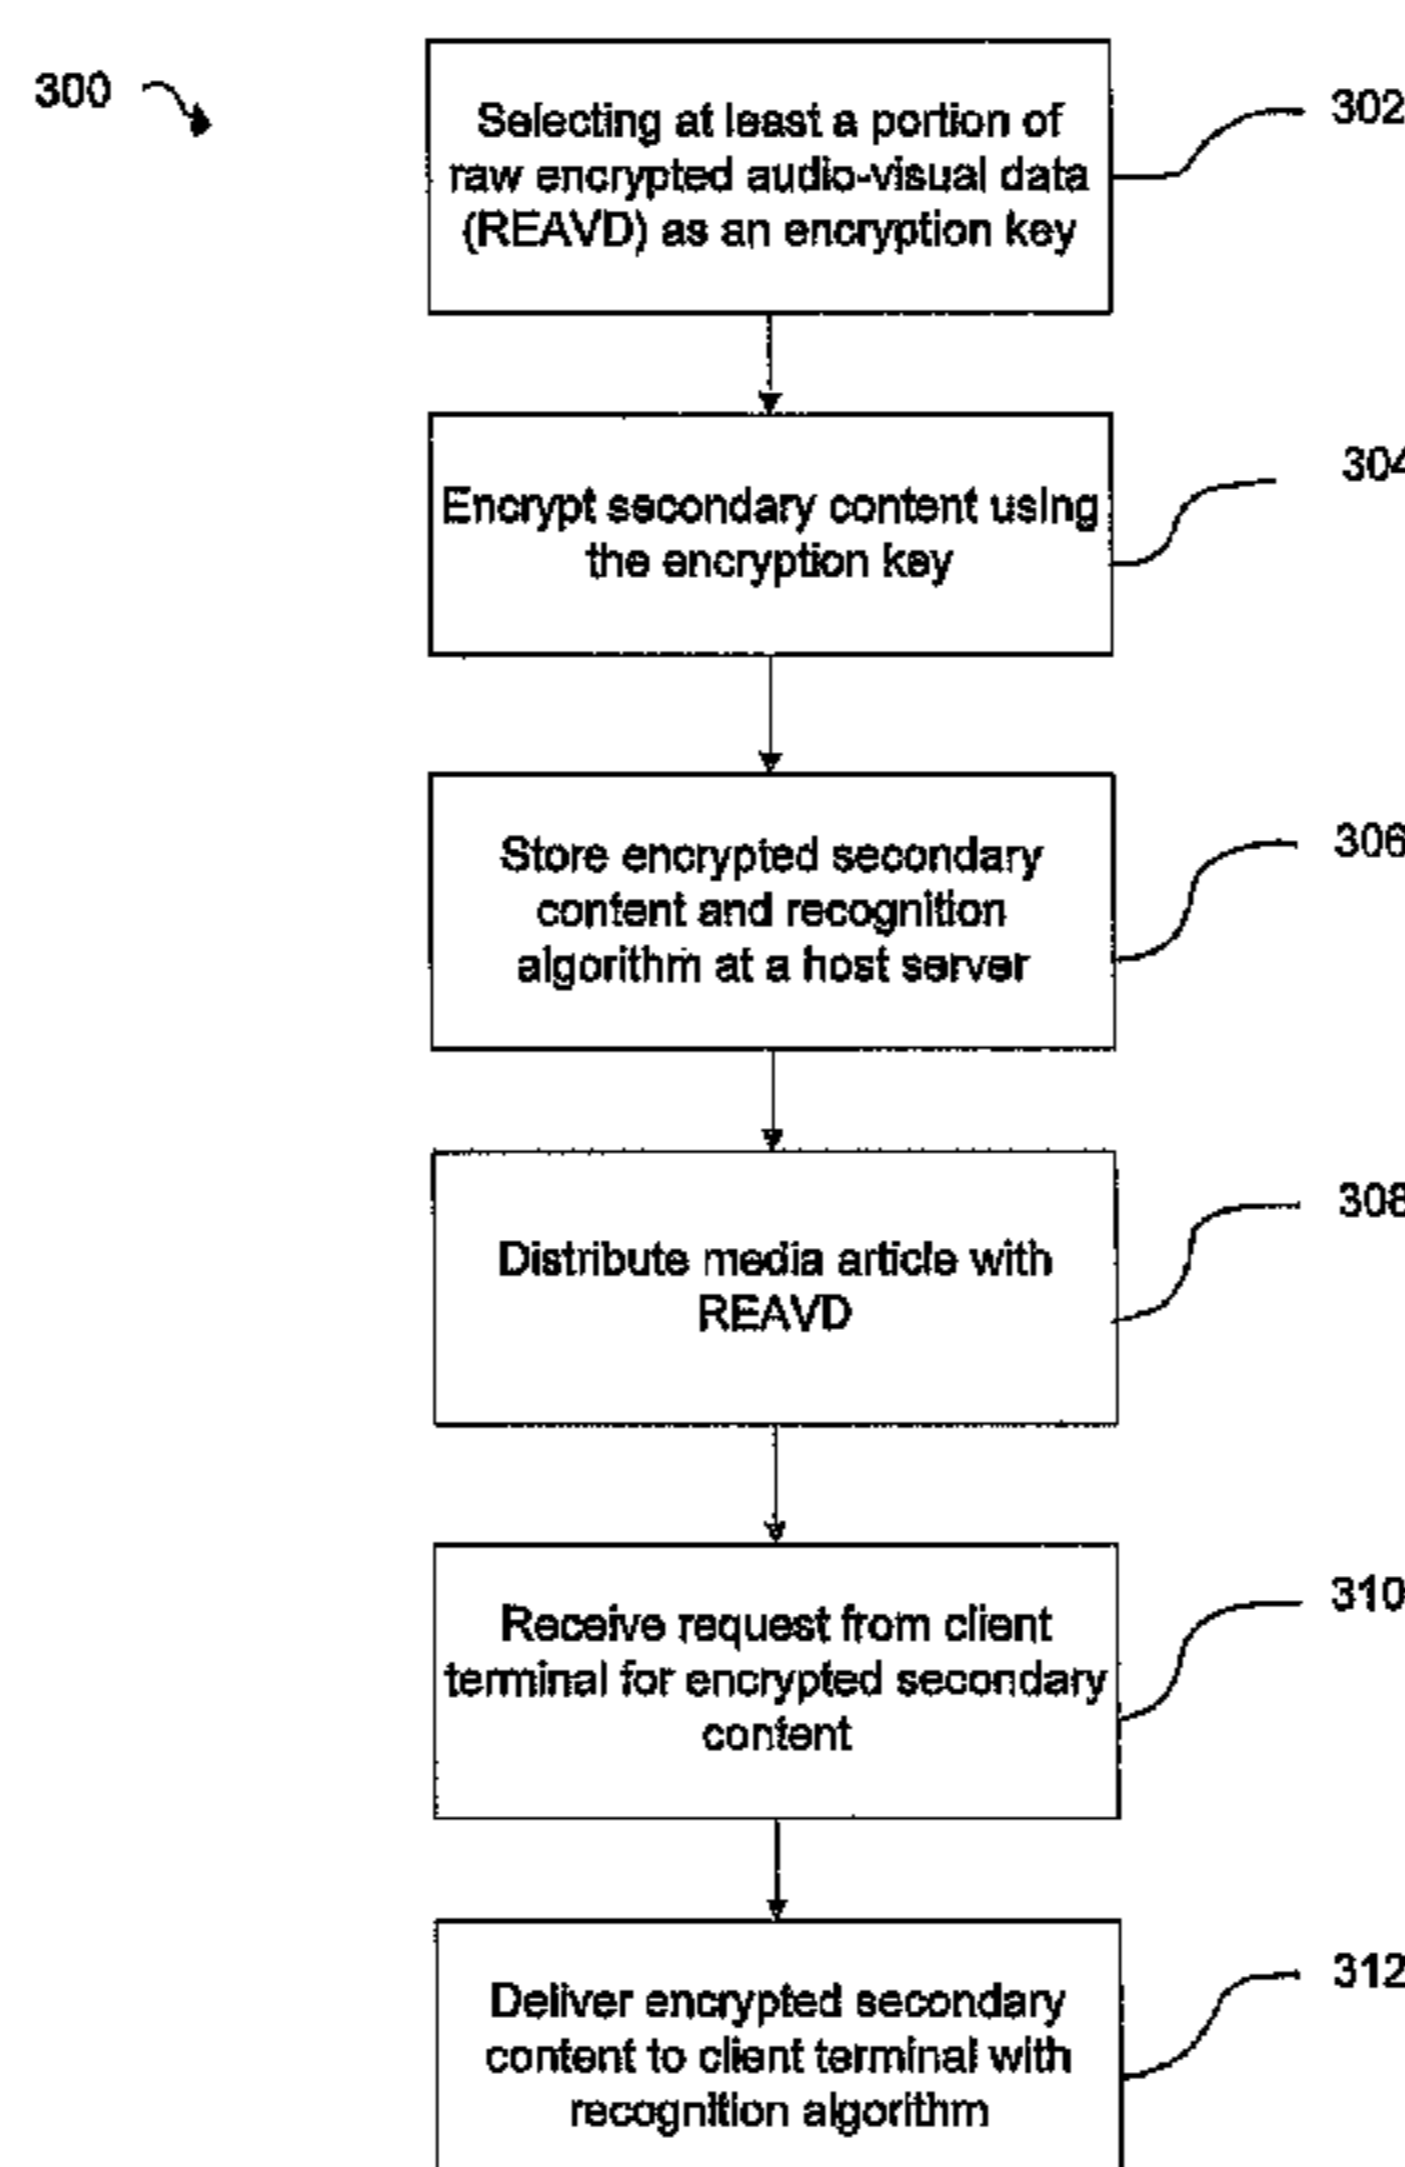 300
302
Selecting at least a portion of
raw encrypted audio-visual data
(REAVD) as an encryption key
304
Encrypt secondary content using
the encryption key
306
Store encrypted secondary
content and recognition
algorithm at a host server
308
Distribute media article with
REAVD
310
Receive request from client
terminal for encrypted secondary
content
312
Deliver encrypted secondary
content to client terminal with
recognition algorithm